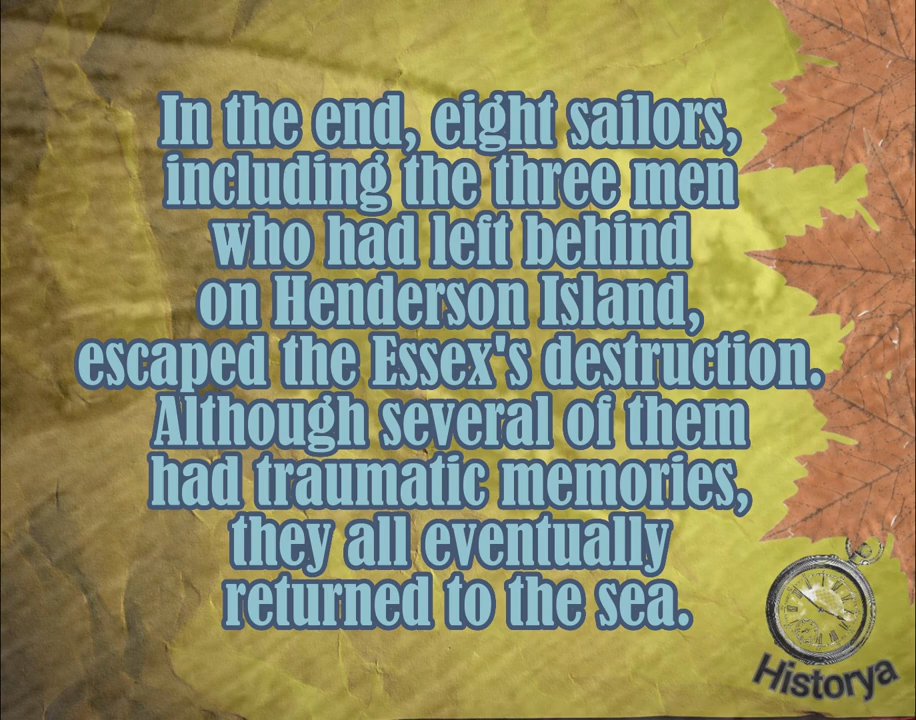 In the end, eight sailors,
including the three men
who had left behind
on Henderson Island,
escaped the Essex's destruction.
Although several of them
had traumatic memories,
they all eventually
returned to the sea.
Historya